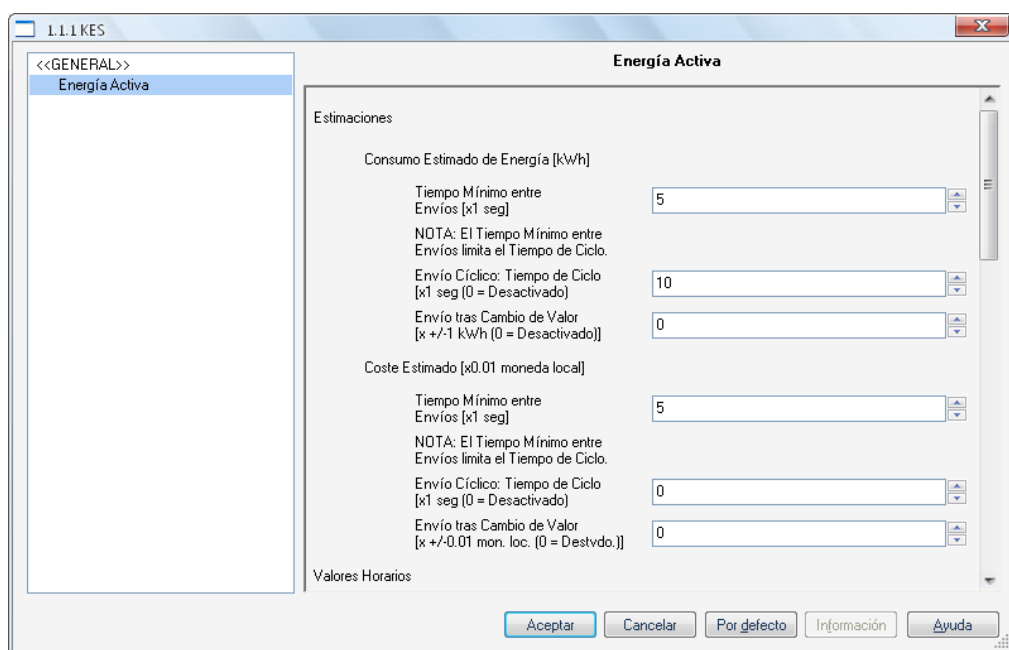 1.1.1 KES
<<GENERAL>>
Energía Activa
Energía Activa
Estimaciones
Consumo Estimado de Energía [kWh]
Tiempo Mínimo entre
Envíos [x1 seg]
5
NOTA: El Tiempo Mínimo entre
Envíos limita el Tiempo de Ciclo.
Envío Cíclico: Tiempo de Ciclo
[x1 seg (0 = Desactivado)
10
Envío tras Cambio de Valor
[x +/-1 kWh (0 = Desactivado)]
0
Coste Estimado [x0.01 moneda local]
Tiempo Mínimo entre
Envíos [x1 seg]
5
NOTA: El Tiempo Mínimo entre
Envíos limita el Tiempo de Ciclo.
Envío Cíclico: Tiempo de Ciclo
[x1 seg (0 = Desactivado)
0
Envío tras Cambio de Valor
[x +/-0.01 mon. loc. (0 = Destvdo.)]
0
Valores Horarios
Aceptar
Cancelar
Por defecto
Información
Ayuda